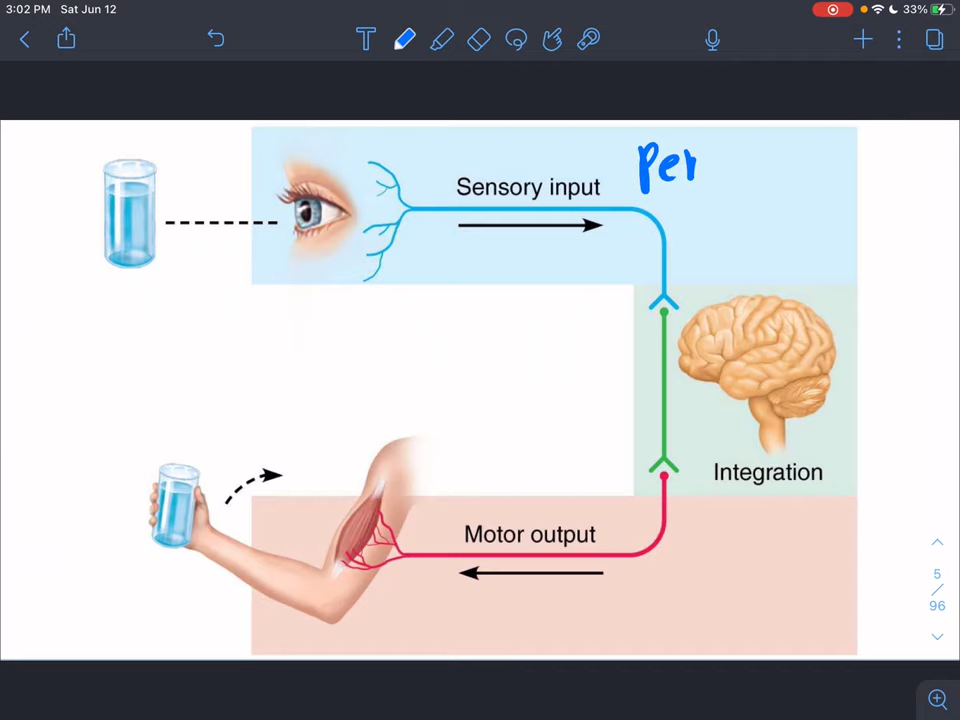 3:02 PM Sat Jun 12
33%
T
Sensory input
per
Integration
Motor output
5
/
96